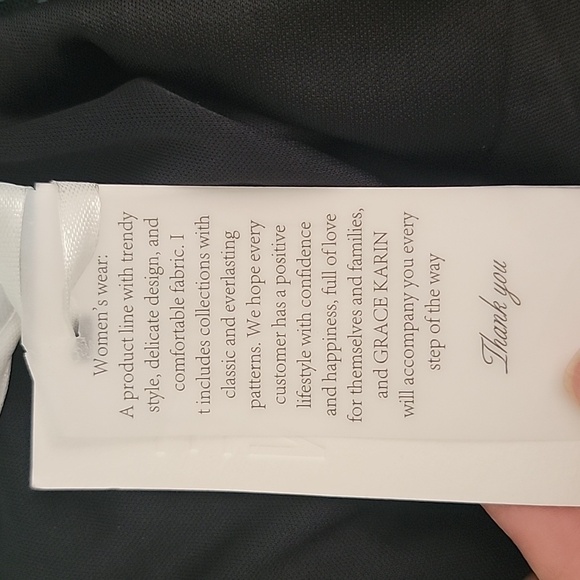 Women's wear:
A product line with trendy
style, delicate design, and
comfortable fabric. I
t includes collections with
classic and everlasting
patterns. We hope every
customer has a positive
lifestyle with confidence
and happiness, full of love
for themselves and families,
and GRACE KARIN
will accompany you every
step of the way
Thank you